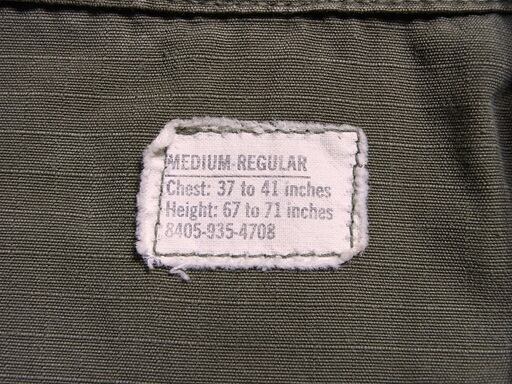 MEDIUM-REGULAR
Chest: 37 to 41 inches
Height: 67 to 71 inches
8405-935-4708